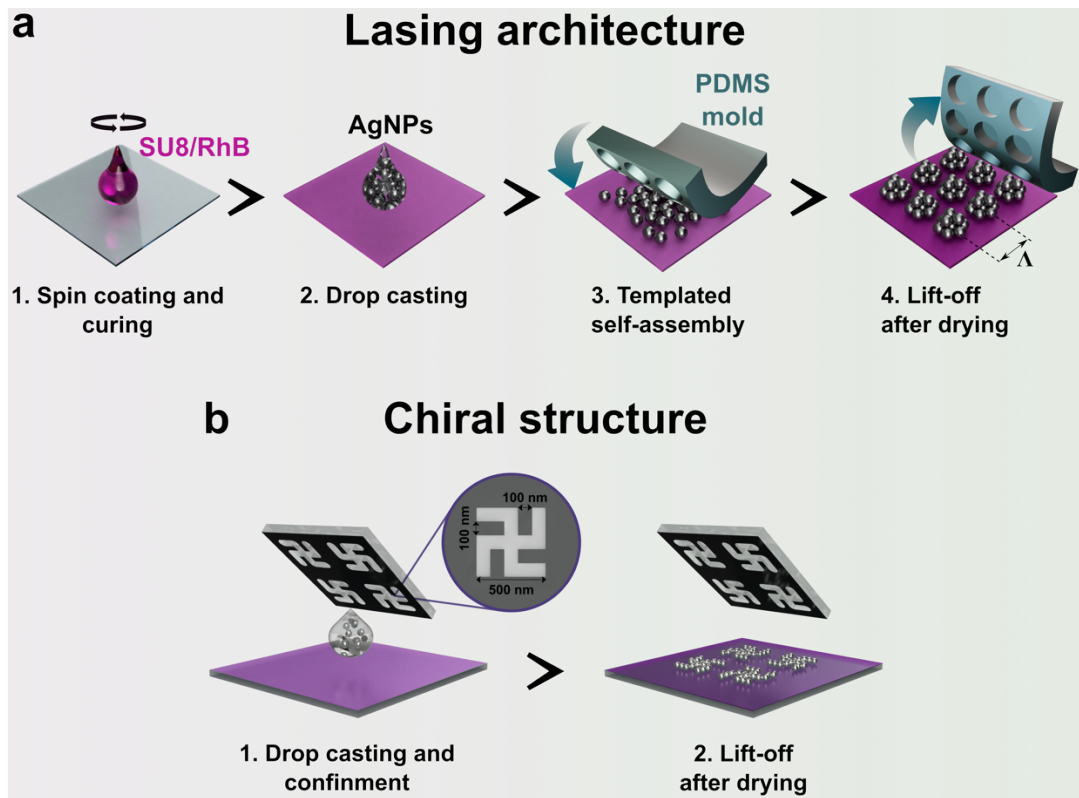 a
Lasing architecture
SU8/RhB
AgNPs
PDMS
mold
Λ
1. Spin coating and
curing
2. Drop casting
3. Templated
self-assembly
4. Lift-off
after drying
b
Chiral structure
100 nm
100 nm
500 nm
1. Drop casting and
confinment
2. Lift-off
after drying